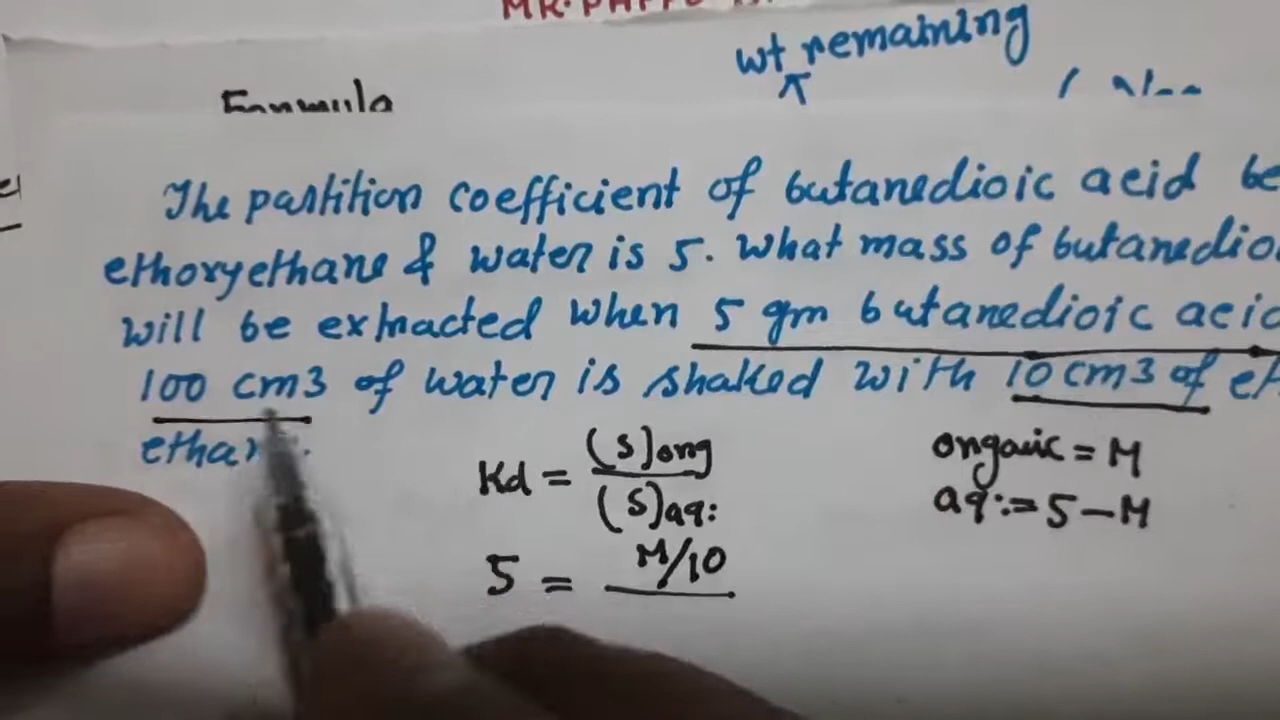 wt remaining
Formula
The partition coefficient of butanedioic acid be
ethoxyethane & water is 5. What mass of butanedio
will be extracted when 5 gm butanedioic acid
100 cm3 of water is shaked with 10 cm3 of et
ethan
Kd = (S)org / (S)aq:
organic = M
aq: = 5 - M
5 = M/10